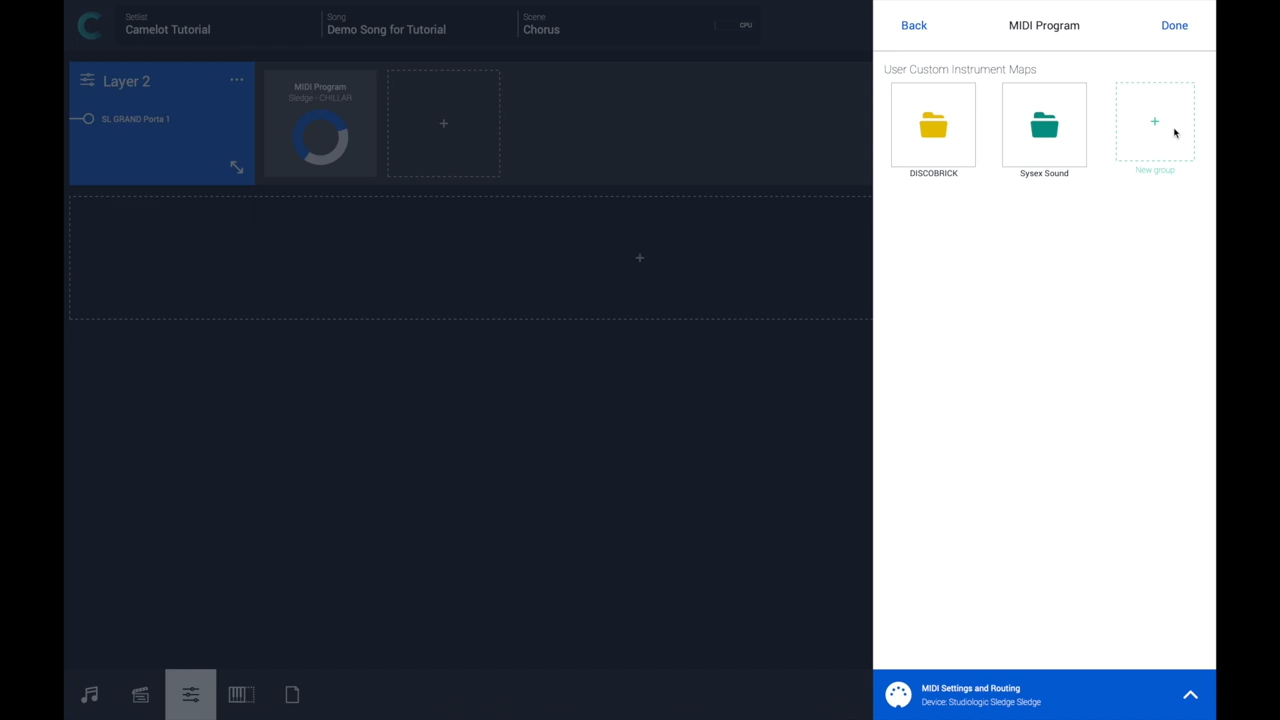 Setlist
Camelot Tutorial
Song
Demo Song for Tutorial
Scene
Chorus
CPU
Back
MIDI Program
Done
User Custom Instrument Maps
DISCOBRICK
Sysex Sound
New group
Layer 2
SL GRAND Porta 1
MIDI Program
Sledge - CHILLAR
MIDI Settings and Routing
Device: Studiologic Sledge Sledge